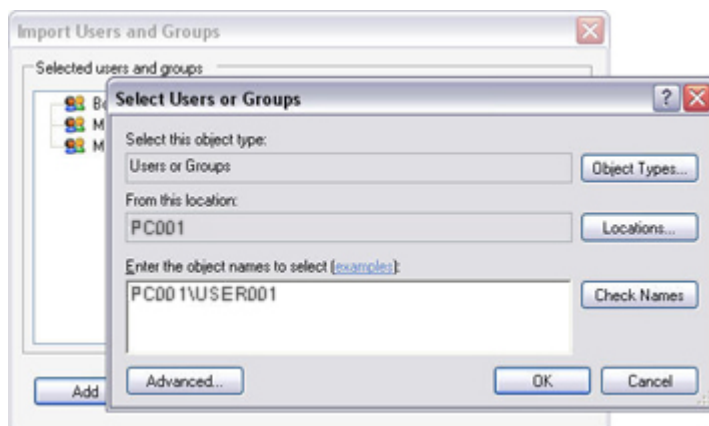 Import Users and Groups
Selected users and groups
Select Users or Groups
Select this object type:
Users or Groups
Object Types...
From this location:
PC001
Locations...
Enter the object names to select (examples):
PC001\USER001
Check Names
Advanced...
OK
Cancel
Add